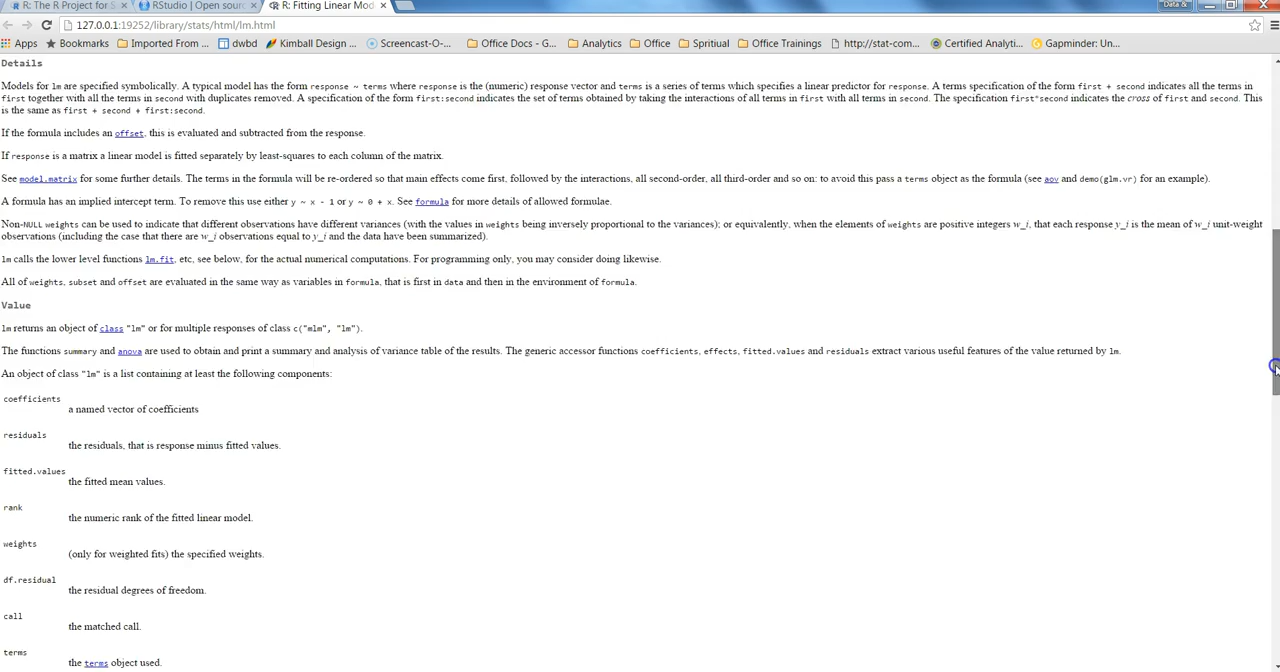 R: The R Project for S
RStudio | Open sour
R: Fitting Linear Mod
Data &
127.0.0.1:19252/library/stats/html/lm.html
Apps Bookmarks Imported From ... dwbd Kimball Design ... Screencast-O-... Office Docs - G... Analytics Office Spritiual Office Trainings http://stat-com... Certified Analyti... Gapminder: Un...
Details
Models for lm are specified symbolically. A typical model has the form response ~ terms where response is the (numeric) response vector and terms is a series of terms which specifies a linear predictor for response. A terms specification of the form first + second indicates all the terms in
first together with all the terms in second with duplicates removed. A specification of the form first:second indicates the set of terms obtained by taking the interactions of all terms in first with all terms in second. The specification first*second indicates the cross of first and second. This
is the same as first + second + first:second.
If the formula includes an offset, this is evaluated and subtracted from the response.
If response is a matrix a linear model is fitted separately by least-squares to each column of the matrix.
See model.matrix for some further details. The terms in the formula will be re-ordered so that main effects come first, followed by the interactions, all second-order, all third-order and so on: to avoid this pass a terms object as the formula (see aov and demo(glm.vr) for an example).
A formula has an implied intercept term. To remove this use either y ~ x - 1 or y ~ 0 + x. See formula for more details of allowed formulae.
Non-NULL weights can be used to indicate that different observations have different variances (with the values in weights being inversely proportional to the variances); or equivalently, when the elements of weights are positive integers w_i, that each response y_i is the mean of w_i unit-weight
observations (including the case that there are w_i observations equal to y_i and the data have been summarized).
lm calls the lower level functions lm.fit, etc, see below, for the actual numerical computations. For programming only, you may consider doing likewise.
All of weights, subset and offset are evaluated in the same way as variables in formula, that is first in data and then in the environment of formula.
Value
lm returns an object of class "lm" or for multiple responses of class c("mlm", "lm").
The functions summary and anova are used to obtain and print a summary and analysis of variance table of the results. The generic accessor functions coefficients, effects, fitted.values and residuals extract various useful features of the value returned by lm.
An object of class "lm" is a list containing at least the following components:
coefficients
a named vector of coefficients
residuals
the residuals, that is response minus fitted values.
fitted.values
the fitted mean values.
rank
the numeric rank of the fitted linear model.
weights
(only for weighted fits) the specified weights.
df.residual
the residual degrees of freedom.
call
the matched call.
terms
the terms object used.